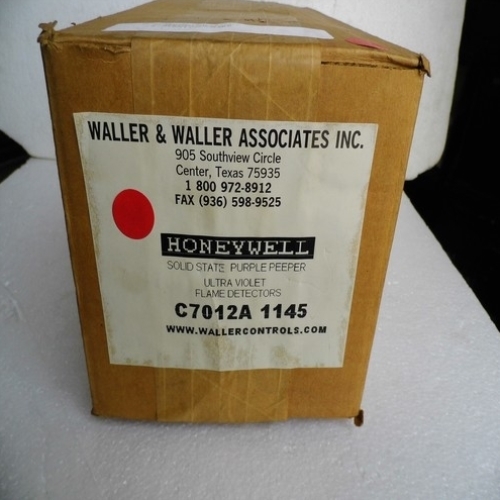 WALLER & WALLER ASSOCIATES INC.
905 Southview Circle
Center, Texas 75935
1 800 972-8912
FAX (936) 598-9525
HONEYWELL
SOLID STATE PURPLE PEEPER
ULTRA VIOLET
FLAME DETECTORS
C7012A 1145
WWW.WALLERCONTROLS.COM